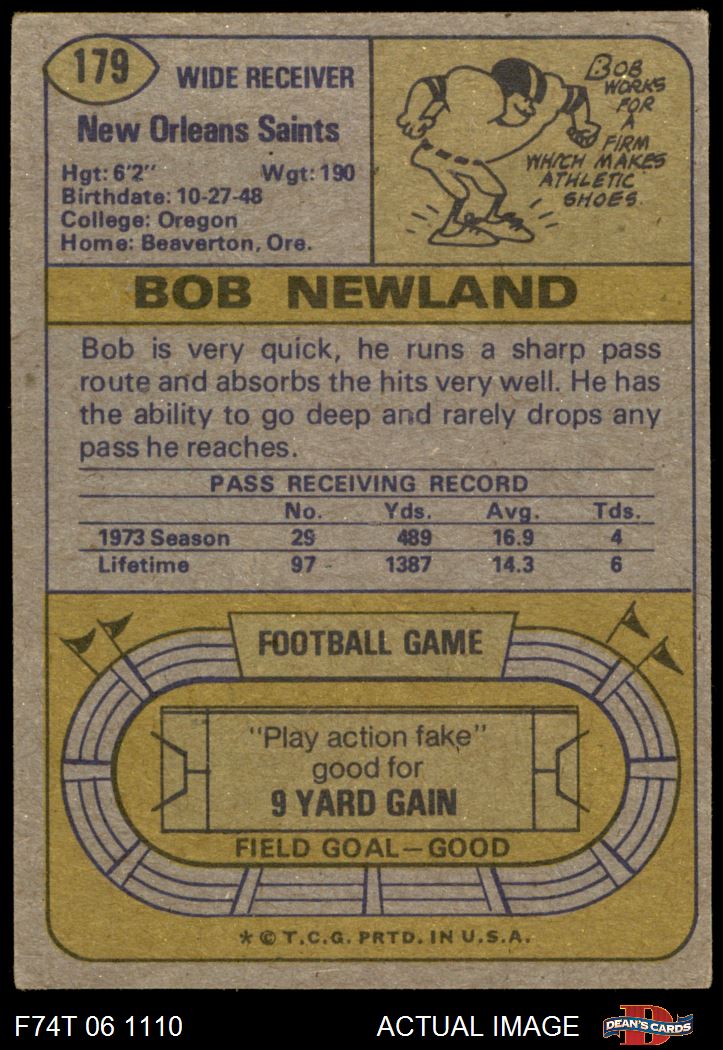 179
WIDE RECEIVER
New Orleans Saints
Hgt: 6'2" Wgt: 190
Birthdate: 10-27-48
College: Oregon
Home: Beaverton, Ore.
BOB
WORKS
FOR
A
FIRM
WHICH MAKES
ATHLETIC
SHOES.
BOB NEWLAND
Bob is very quick, he runs a sharp pass
route and absorbs the hits very well. He has
the ability to go deep and rarely drops any
pass he reaches.
PASS RECEIVING RECORD
No. Yds. Avg. Tds.
1973 Season 29 489 16.9 4
Lifetime 97 1387 14.3 6
FOOTBALL GAME
"Play action fake"
good for
9 YARD GAIN
FIELD GOAL—GOOD
* © T.C.G. PRTD. IN U.S.A.
F74T 06 1110 ACTUAL IMAGE
D
DEAN'S CARDS